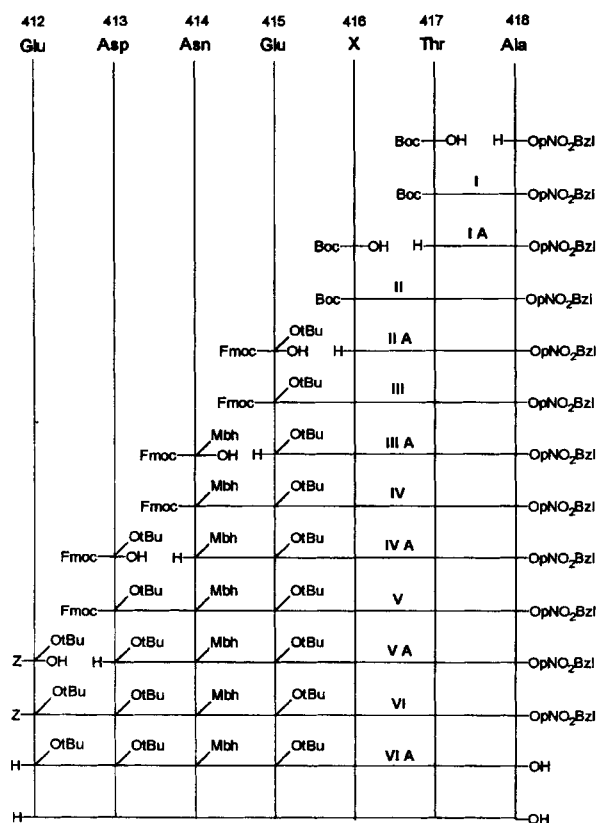 412 413 414 415 416 417 418
Glu Asp Asn Glu X Thr Ala
Boc OH H OpNO2Bzl
I
Boc OpNO2Bzl
I A
Boc OH H OpNO2Bzl
II
Boc OpNO2Bzl
OtBu II A
Fmoc OH H OpNO2Bzl
OtBu III
Fmoc OpNO2Bzl
Mbh OtBu III A
Fmoc OH H OpNO2Bzl
Mbh OtBu IV
Fmoc OpNO2Bzl
OtBu Mbh OtBu IV A
Fmoc OH H OpNO2Bzl
OtBu Mbh OtBu V
Fmoc OpNO2Bzl
OtBu OtBu Mbh OtBu V A
Z OH H OpNO2Bzl
OtBu OtBu Mbh OtBu VI
Z OpNO2Bzl
OtBu OtBu Mbh OtBu VI A
H OH
H OH